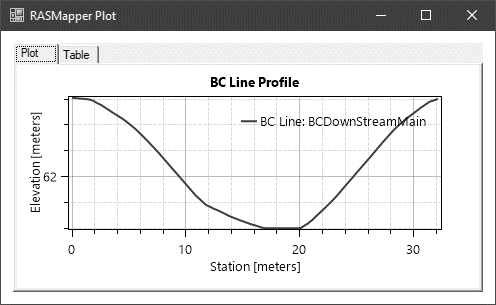 RASMapper Plot
Plot Table
BC Line Profile
BC Line: BCDownStreamMain
Elevation [meters]
62
0 10 20 30
Station [meters]